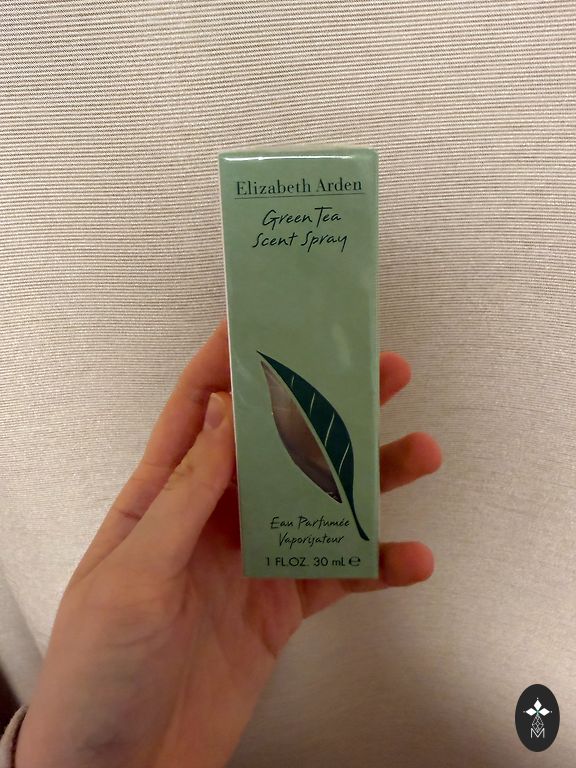 Elizabeth Arden
Green Tea
Scent Spray
Eau Parfumée
Vaporisateur
1 FL.OZ. 30 mL ℮
M